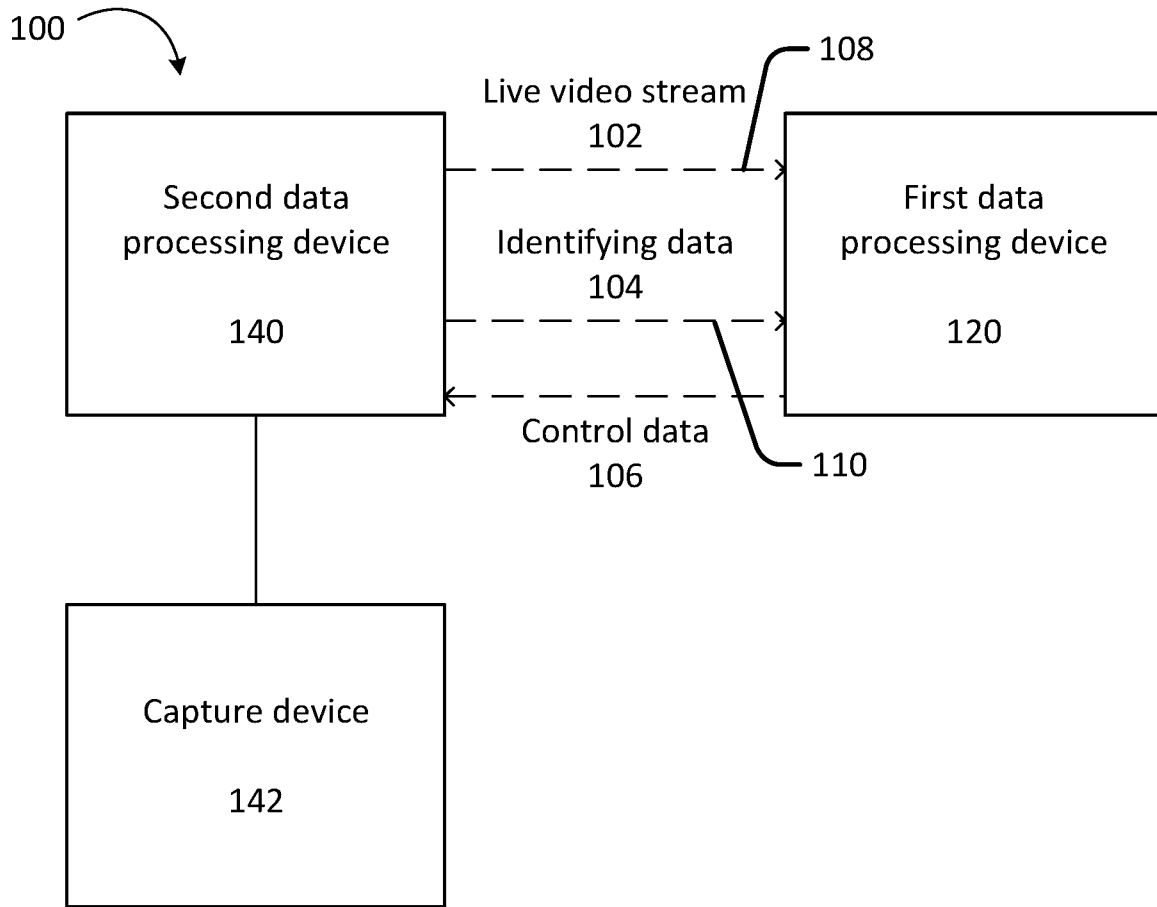 100
108
Live video stream
102
Second data
processing device
140
Identifying data
104
First data
processing device
120
Control data
106
110
Capture device
142